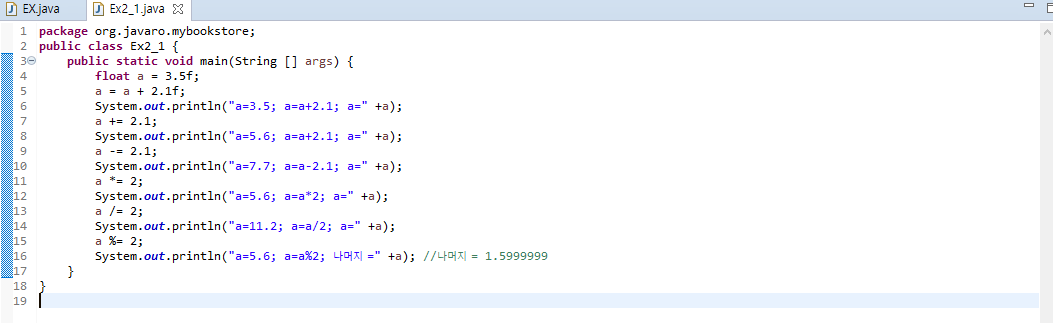 EX.java Ex2_1.java
1 package org.javaro.mybookstore;
2 public class Ex2_1 {
3 public static void main(String [] args) {
4 float a = 3.5f;
5 a = a + 2.1f;
6 System.out.println("a=3.5; a=a+2.1; a=" +a);
7 a += 2.1;
8 System.out.println("a=5.6; a=a+2.1; a=" +a);
9 a -= 2.1;
10 System.out.println("a=7.7; a=a-2.1; a=" +a);
11 a *= 2;
12 System.out.println("a=5.6; a=a*2; a=" +a);
13 a /= 2;
14 System.out.println("a=11.2; a=a/2; a=" +a);
15 a %= 2;
16 System.out.println("a=5.6; a=a%2; 나머지 =" +a); //나머지 = 1.5999999
17 }
18 }
19